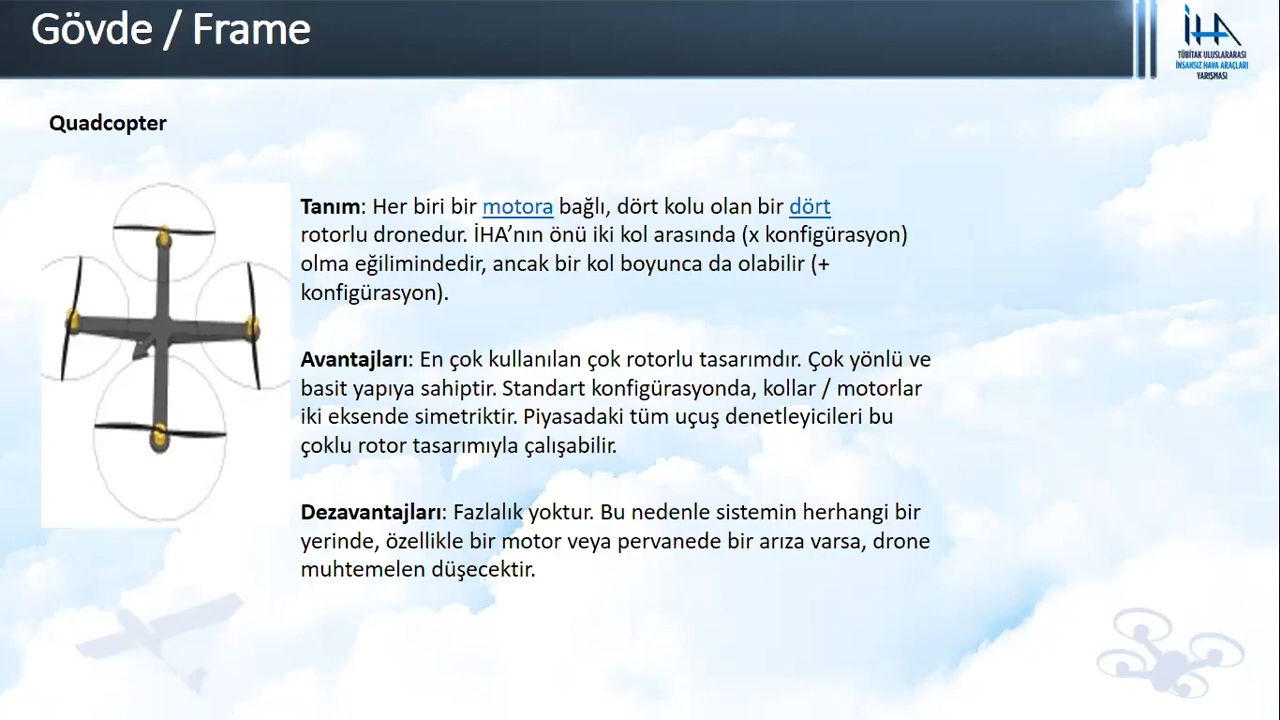 Gövde / Frame
İHA
TÜBİTAK ULUSLARARASI
İNSANSIZ HAVA ARAÇLARI
YARIŞMASI
Quadcopter
Tanım: Her biri bir motora bağlı, dört kolu olan bir dört
rotorlu dronedur. İHA’nın önü iki kol arasında (x konfigürasyon)
olma eğilimindedir, ancak bir kol boyunca da olabilir (+
konfigürasyon).
Avantajları: En çok kullanılan çok rotorlu tasarımdır. Çok yönlü ve
basit yapıya sahiptir. Standart konfigürasyonda, kollar / motorlar
iki eksende simetriktir. Piyasadaki tüm uçuş denetleyicileri bu
çoklu rotor tasarımıyla çalışabilir.
Dezavantajları: Fazlalık yoktur. Bu nedenle sistemin herhangi bir
yerinde, özellikle bir motor veya pervanede bir arıza varsa, drone
muhtemelen düşecektir.